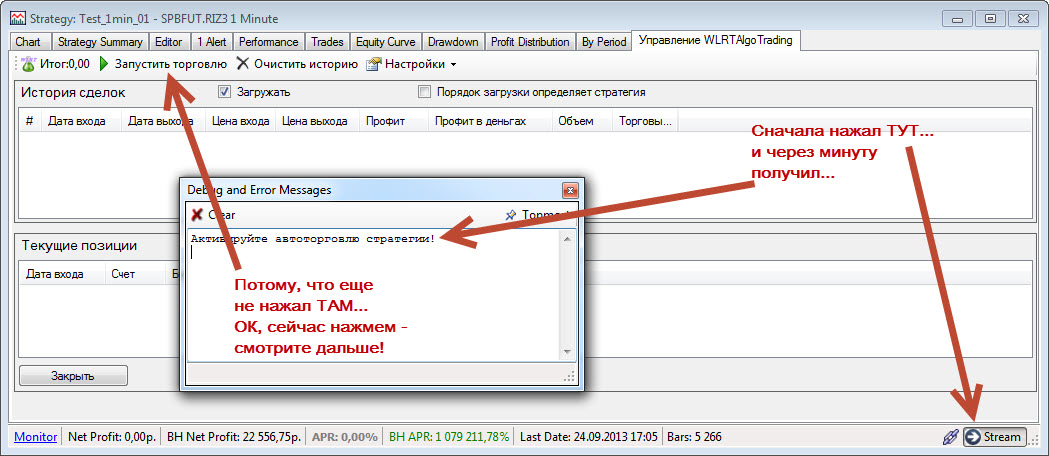 Strategy: Test_1min_01 - SPBFUT.RIZ3 1 Minute
Chart Strategy Summary Editor 1 Alert Performance Trades Equity Curve Drawdown Profit Distribution By Period Управление WLRTAlgoTrading
Итог:0,00 Запустить торговлю Очистить историю Настройки
История сделок Загружать Порядок загрузки определяет стратегия
# Дата входа Дата выхода Цена входа Цена выхода Профит Профит в деньгах Объем Торговы...
Сначала нажал ТУТ...
и через минуту
получил...
Debug and Error Messages
Clear
Активируйте автоторговлю стратегии!
Текущие позиции
Дата входа Счет
Потому, что еще
не нажал ТАМ...
ОК, сейчас нажмем -
смотрите дальше!
Закрыть
Monitor Net Profit: 0,00р. BH Net Profit: 22 556,75р. APR: 0,00% BH APR: 1 079 211,78% Last Date: 24.09.2013 17:05 Bars: 5 266 Stream